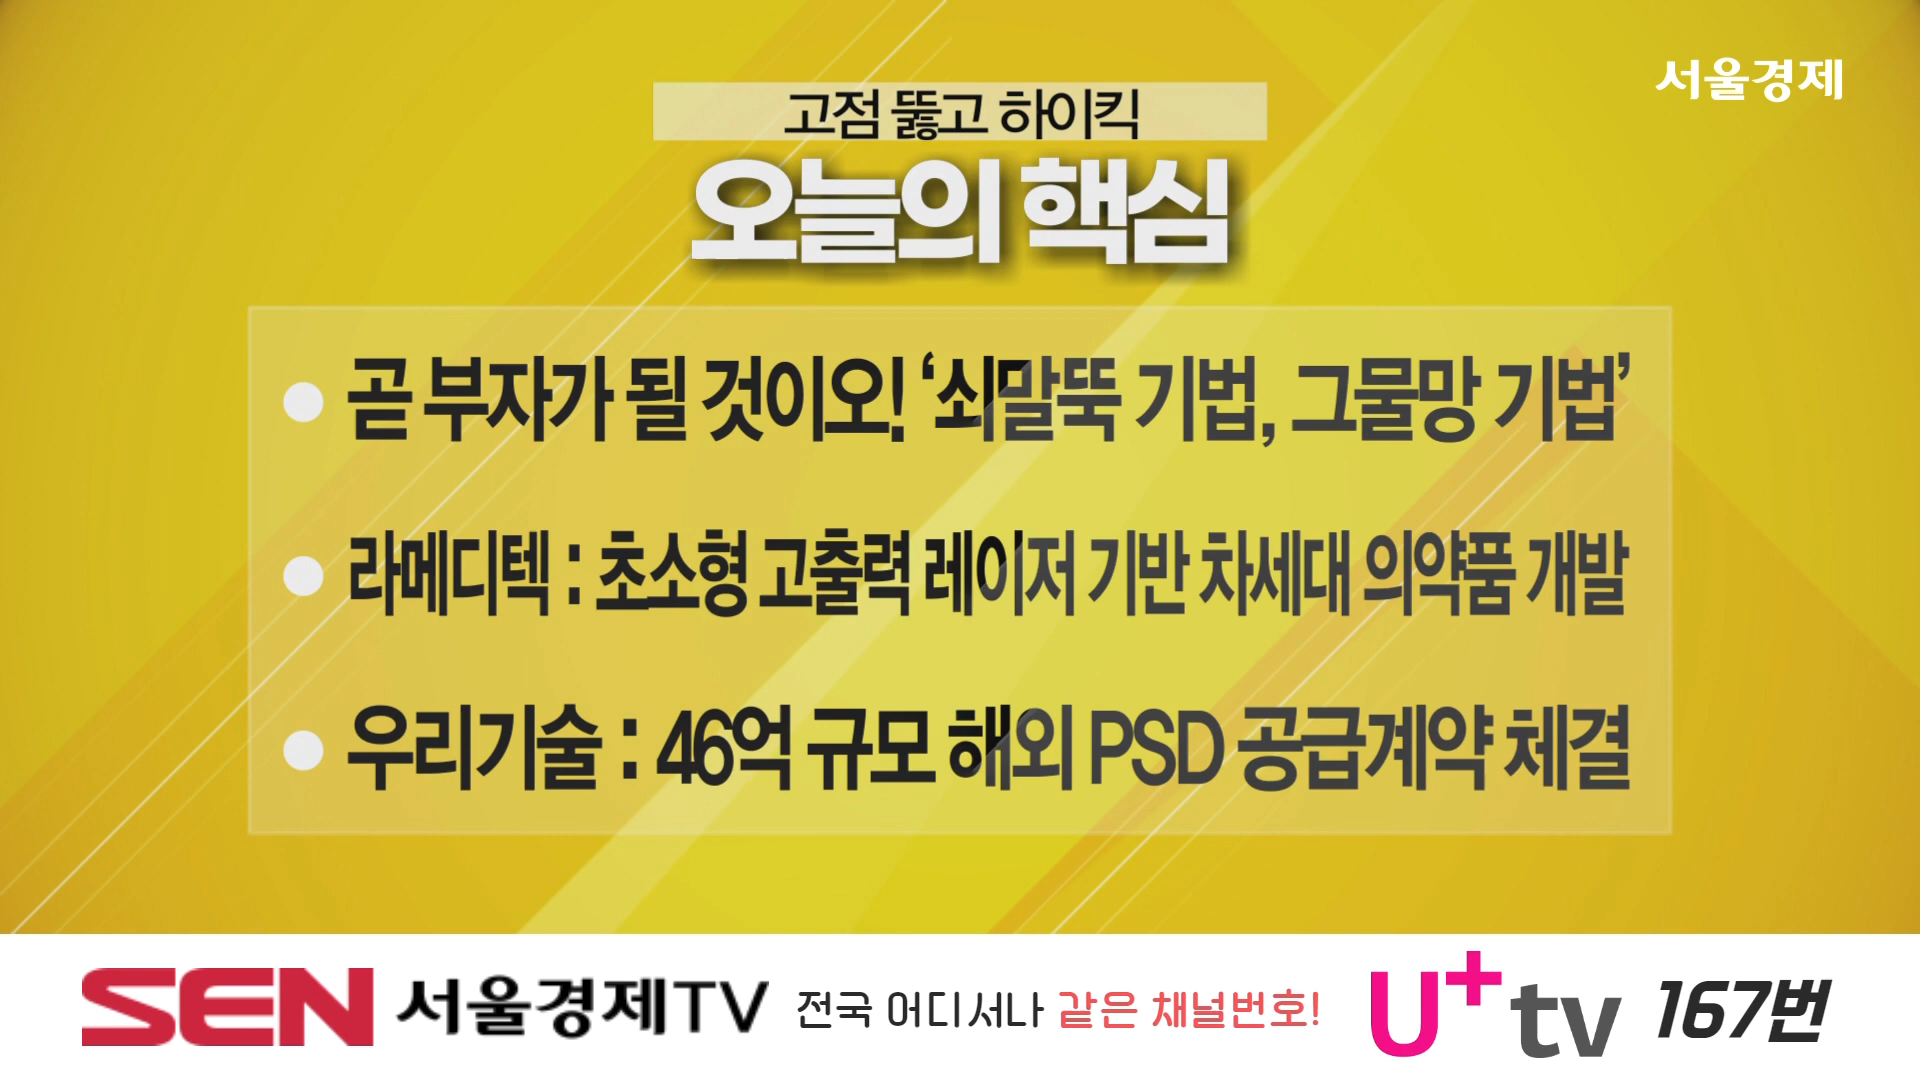 서울경제
고점 뚫고 하이킥
오늘의 핵심
곧 부자가 될 것이오! ‘쇠말뚝 기법, 그물망 기법’
라메디텍 : 초소형 고출력 레이저 기반 차세대 의약품 개발
우리기술 : 46억 규모 해외 PSD 공급계약 체결
SEN 서울경제TV 전국 어디서나 같은 채널번호! U+tv 167번